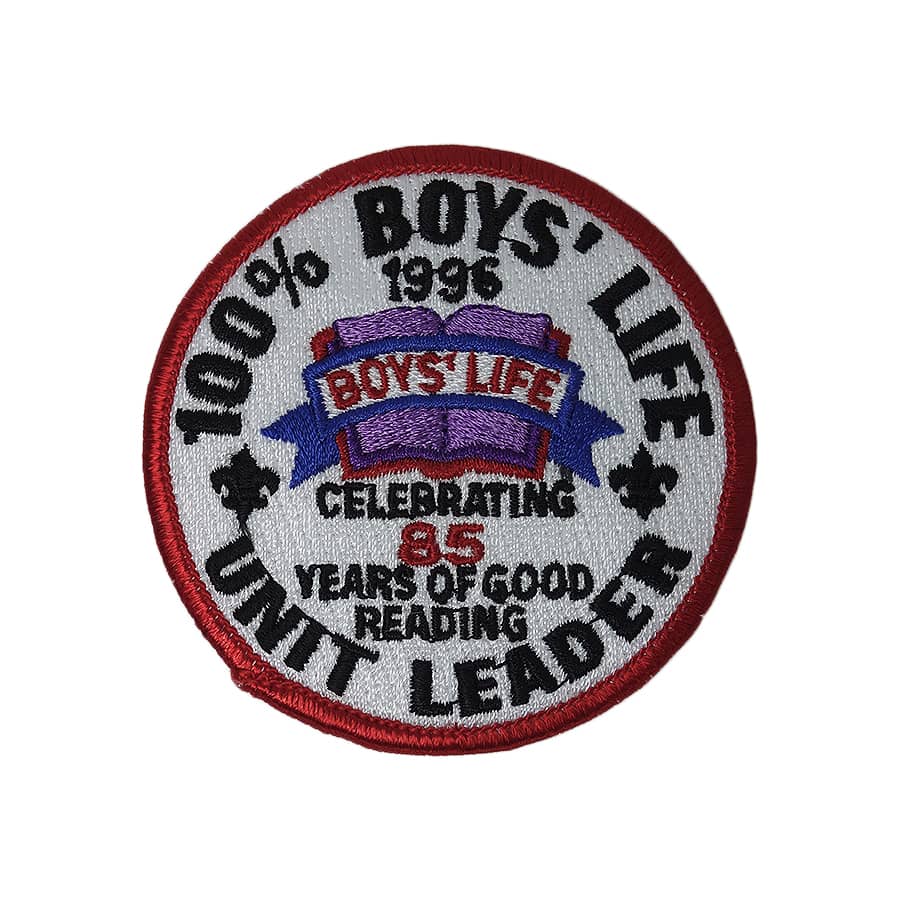 100% BOYS' LIFE
1996
BOYS' LIFE
CELEBRATING
85
YEARS OF GOOD
READING
UNIT LEADER